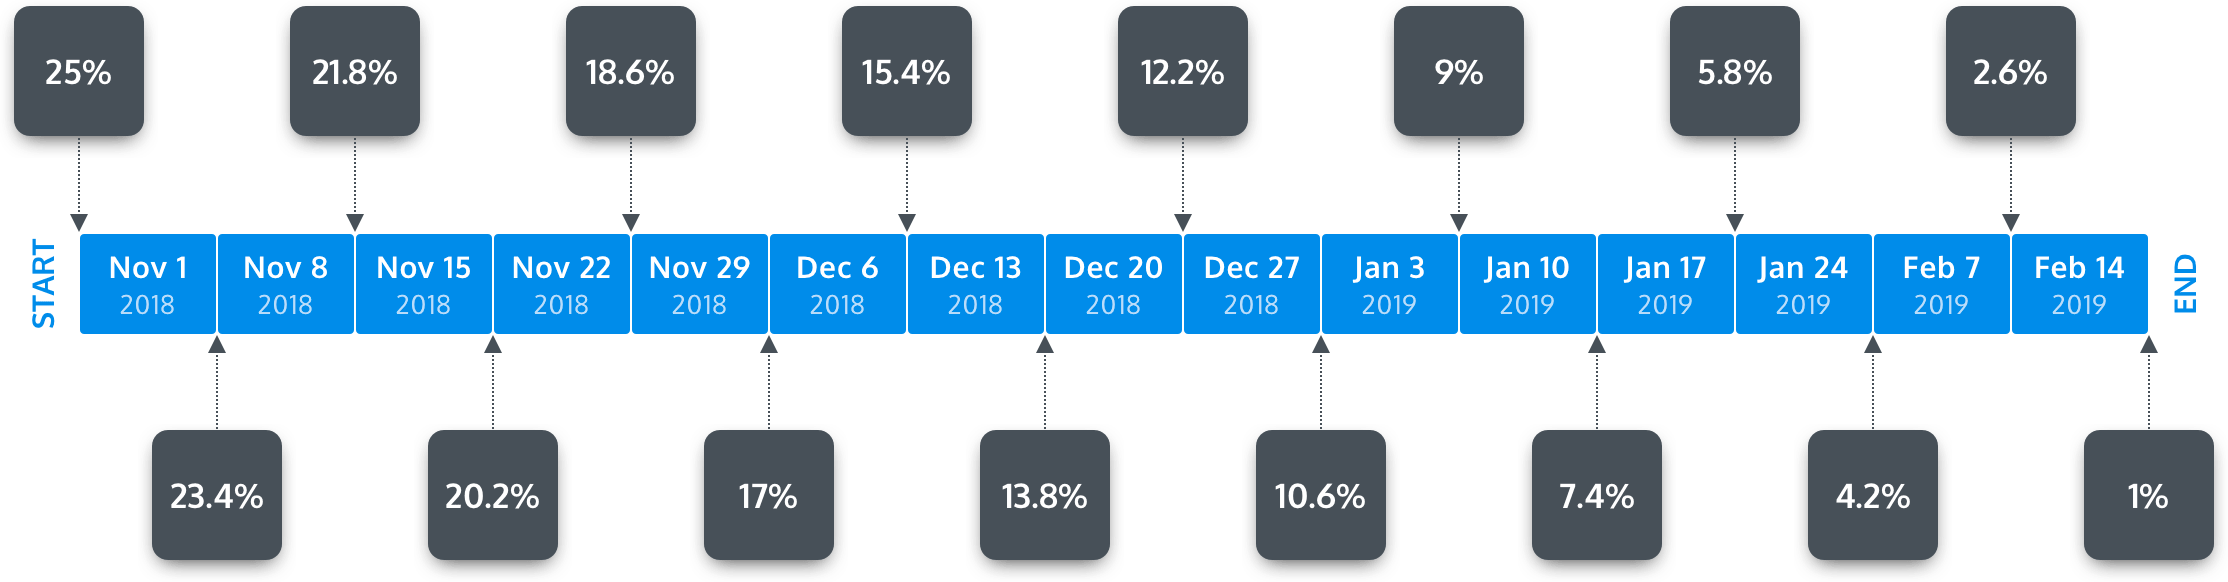 25%
21.8%
18.6%
15.4%
12.2%
9%
5.8%
2.6%
START
Nov 1
2018
Nov 8
2018
Nov 15
2018
Nov 22
2018
Nov 29
2018
Dec 6
2018
Dec 13
2018
Dec 20
2018
Dec 27
2018
Jan 3
2019
Jan 10
2019
Jan 17
2019
Jan 24
2019
Feb 7
2019
Feb 14
2019
END
23.4%
20.2%
17%
13.8%
10.6%
7.4%
4.2%
1%